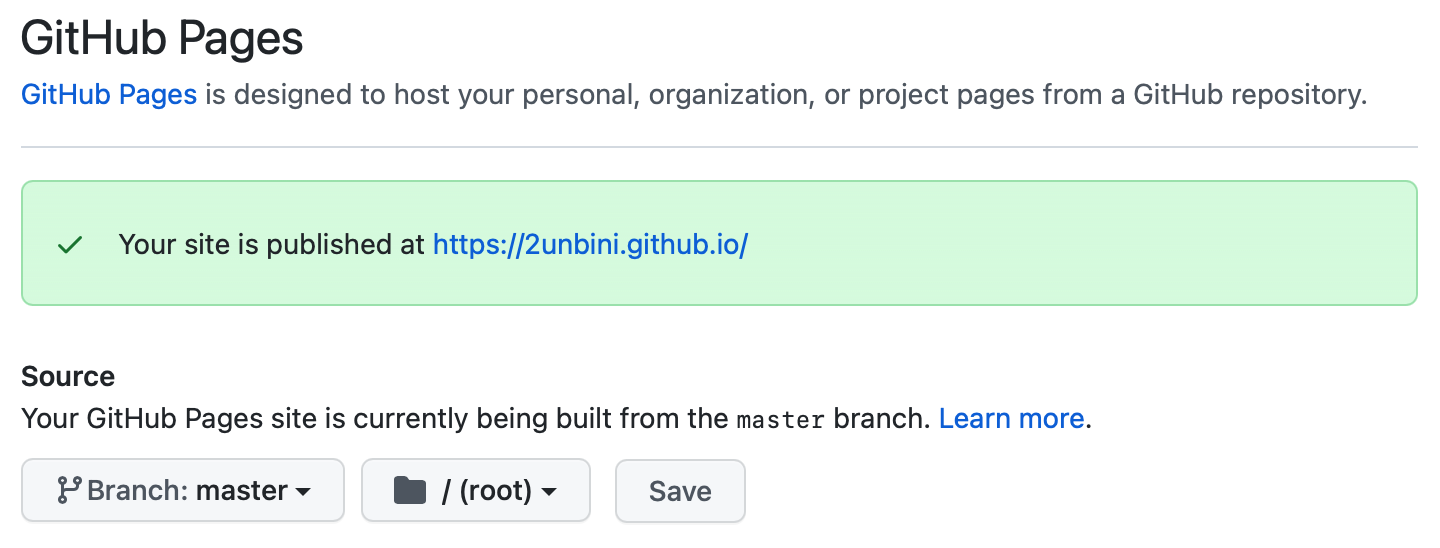 GitHub Pages
GitHub Pages is designed to host your personal, organization, or project pages from a GitHub repository.
Your site is published at https://2unbini.github.io/
Source
Your GitHub Pages site is currently being built from the master branch. Learn more.
Branch: master / (root) Save